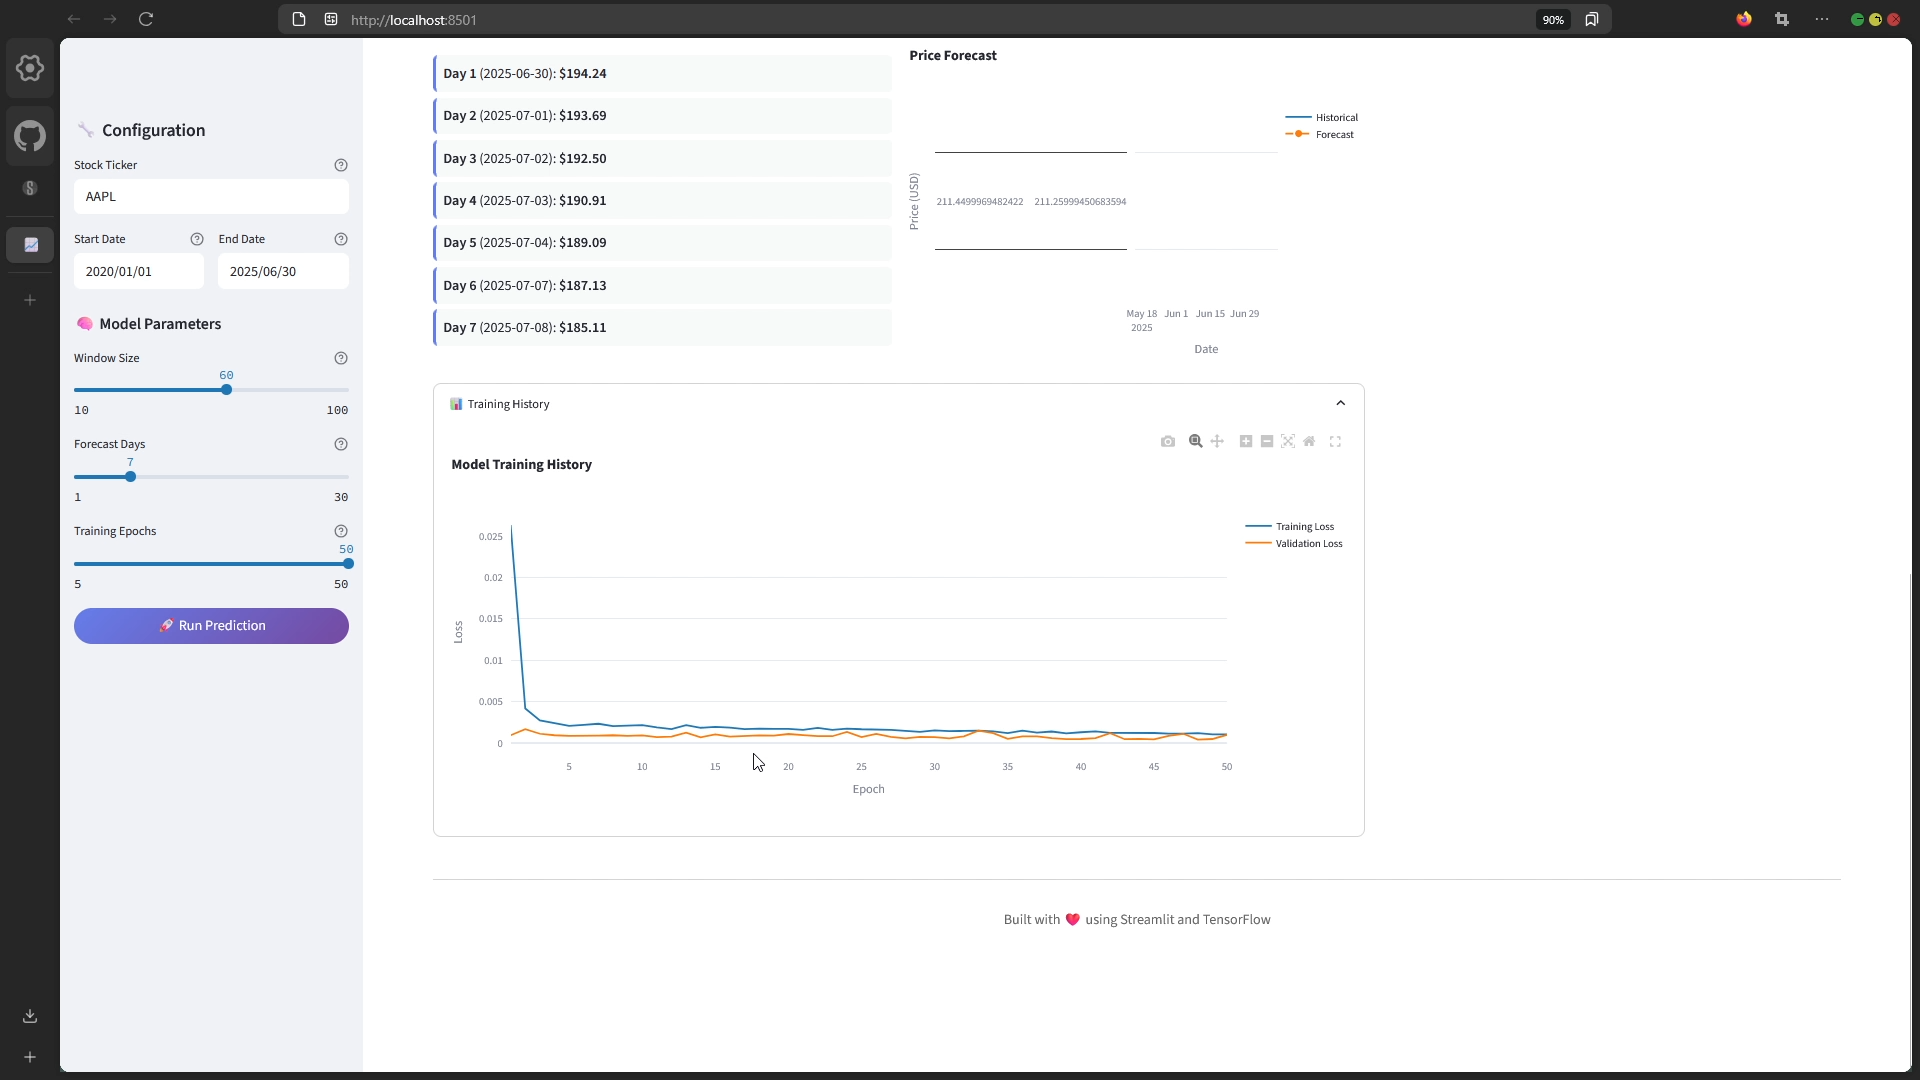 http://localhost:8501
90%
🔧 Configuration
Stock Ticker
AAPL
Start Date
End Date
2020/01/01
2025/06/30
🧠 Model Parameters
Window Size
60
10
100
Forecast Days
7
1
30
Training Epochs
50
5
50
🚀 Run Prediction
Day 1 (2025-06-30): $194.24
Day 2 (2025-07-01): $193.69
Day 3 (2025-07-02): $192.50
Day 4 (2025-07-03): $190.91
Day 5 (2025-07-04): $189.09
Day 6 (2025-07-07): $187.13
Day 7 (2025-07-08): $185.11
Price Forecast
Historical
Forecast
Price (USD)
211.4499969482422
211.25999450683594
May 18
2025
Jun 1
Jun 15
Jun 29
Date
📊 Training History
Model Training History
Training Loss
Validation Loss
Loss
0.025
0.02
0.015
0.01
0.005
0
5
10
15
20
25
30
35
40
45
50
Epoch
Built with ❤️ using Streamlit and TensorFlow